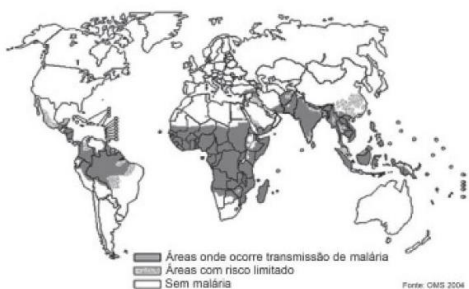 Áreas onde ocorre transmissão de malária
Áreas com risco limitado
Sem malária
Fonte: OMS 2004